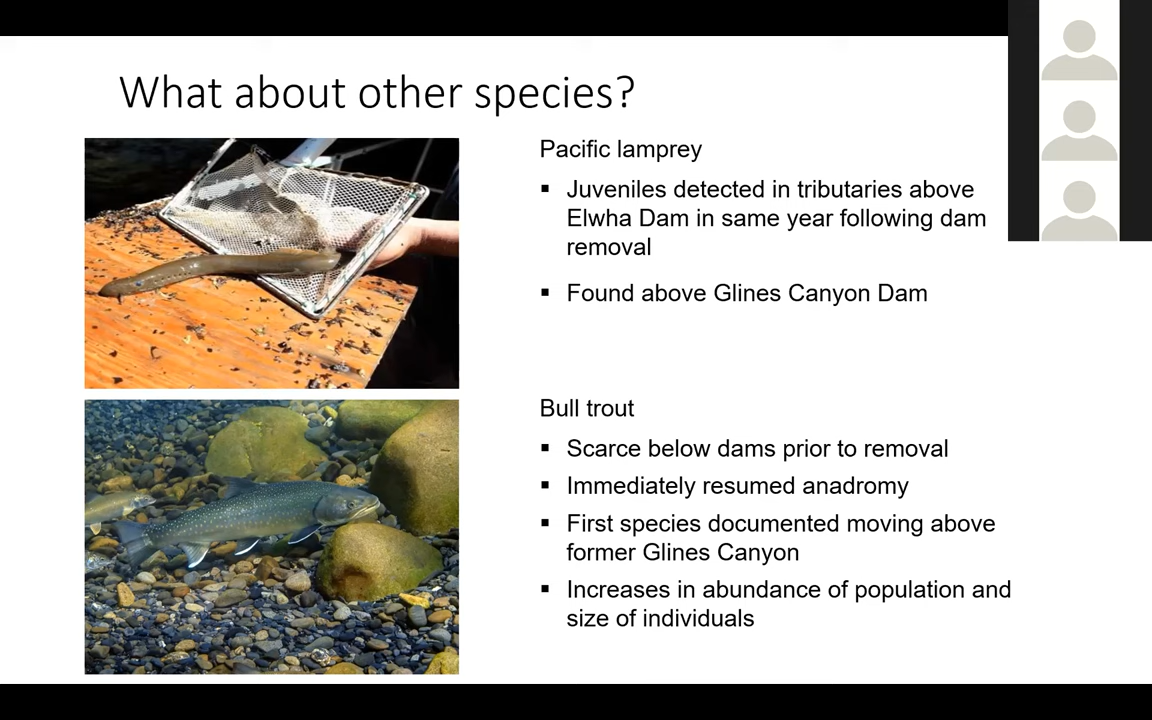 What about other species?
Pacific lamprey
▪ Juveniles detected in tributaries above
Elwha Dam in same year following dam
removal
▪ Found above Glines Canyon Dam
Bull trout
▪ Scarce below dams prior to removal
▪ Immediately resumed anadromy
▪ First species documented moving above
former Glines Canyon
▪ Increases in abundance of population and
size of individuals